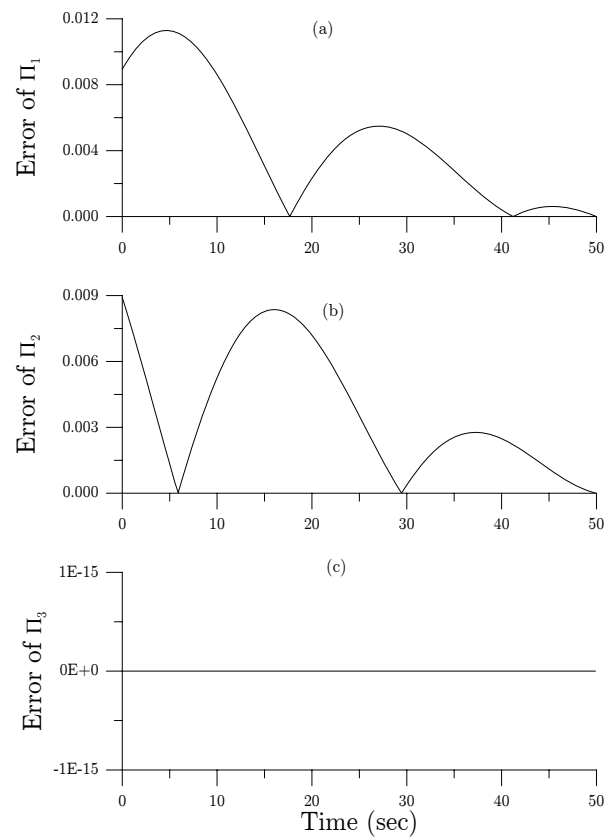 (a)
Error of Π₁
0.012
0.008
0.004
0.000
0 10 20 30 40 50
(b)
Error of Π₂
0.009
0.006
0.003
0.000
0 10 20 30 40 50
(c)
Error of Π₃
1E-15
0E+0
-1E-15
0 10 20 30 40 50
Time (sec)